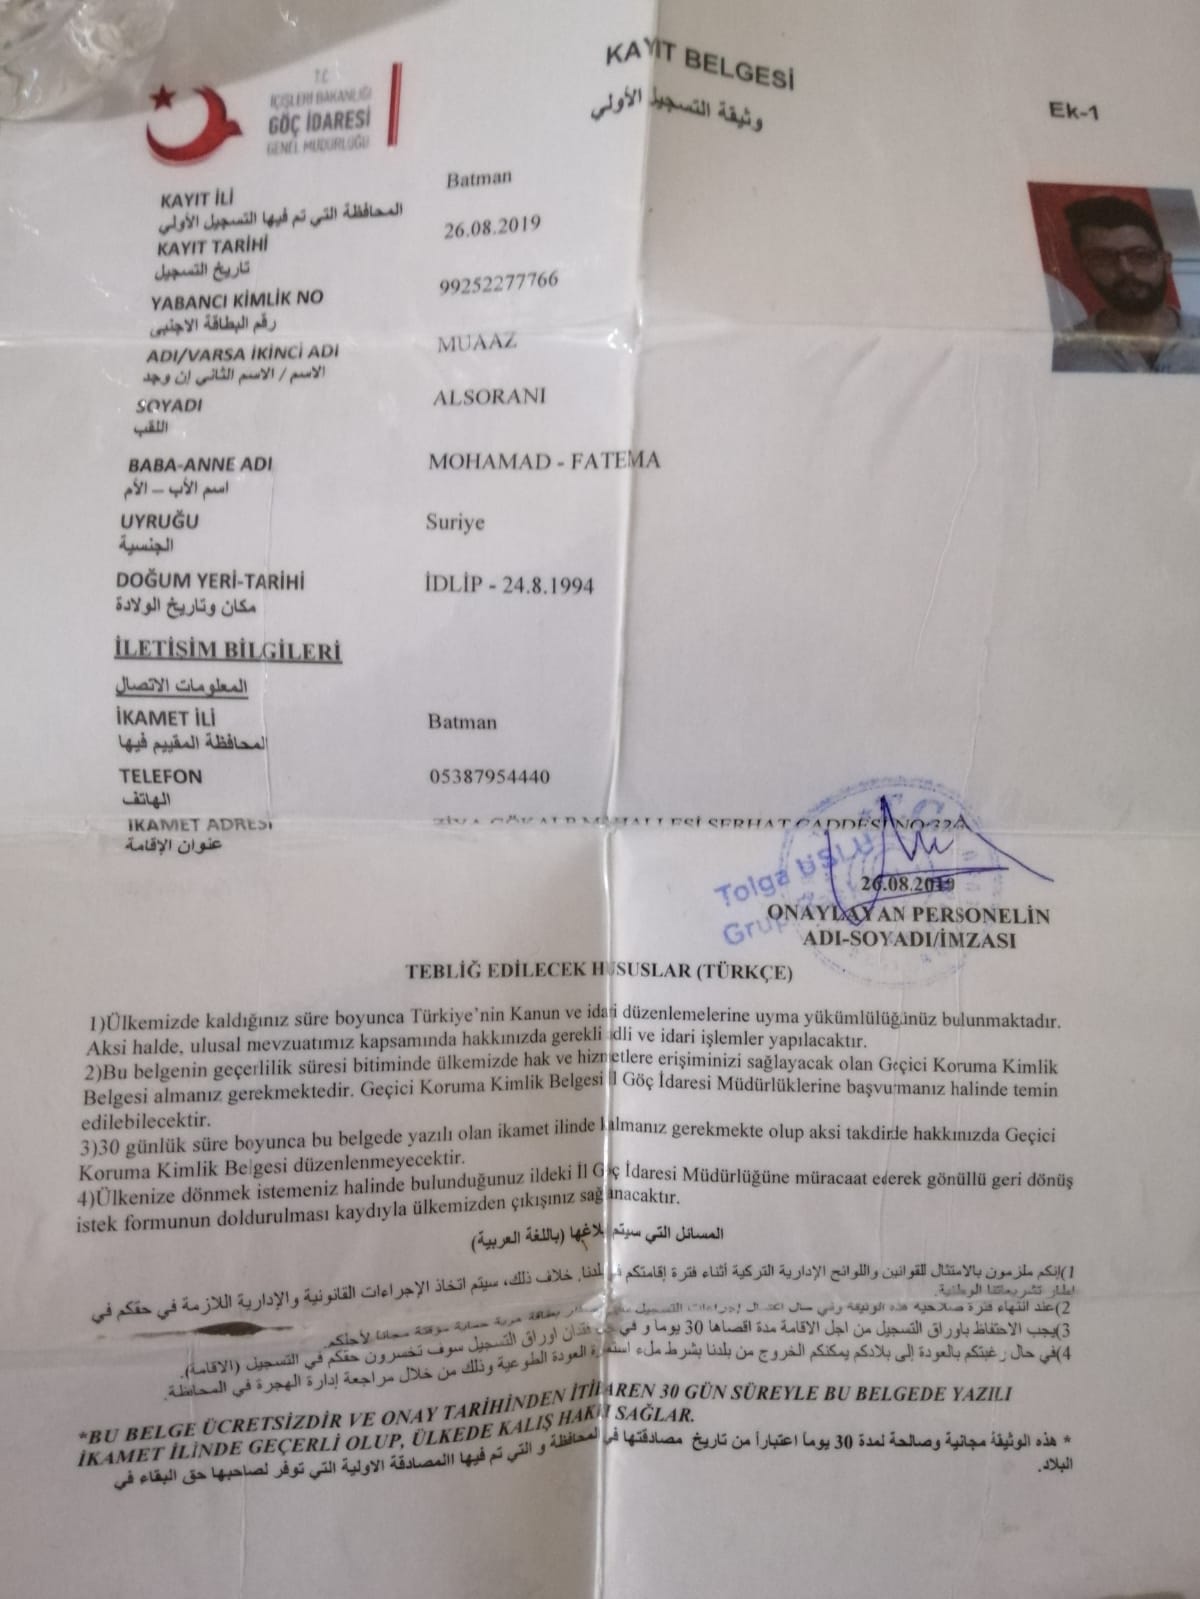 T.C.
İÇİŞLERİ BAKANLIĞI
GÖÇ İDARESİ
GENEL MÜDÜRLÜĞÜ
KAYIT BELGESİ
وثيقة التسجيل الأولي
Ek-1
KAYIT İLİ Batman
المحافظة التي تم فيها التسجيل الأولي
KAYIT TARİHİ 26.08.2019
تاريخ التسجيل
YABANCI KİMLİK NO 99252277766
رقم البطاقة الاجنبي
ADI/VARSA İKİNCİ ADI MUAAZ
الاسم / الاسم الثاني إن وجد
SOYADI ALSORANI
اللقب
BABA-ANNE ADI MOHAMAD - FATEMA
اسم الأب – الأم
UYRUĞU Suriye
الجنسية
DOĞUM YERİ-TARİHİ İDLİP - 24.8.1994
مكان وتاريخ الولادة
İLETİŞİM BİLGİLERİ
المعلومات الاتصال
İKAMET İLİ Batman
المحافظة المقيم فيها
TELEFON 05387954440
الهاتف
İKAMET ADRESİ ZİYA GÖKALP MAHALLESİ SERHAT CADDESİ NO:
عنوان الإقامة
Tolga USLU
26.08.2019
ONAYLAYAN PERSONELİN
ADI-SOYADI/İMZASI
TEBLİĞ EDİLECEK HUSUSLAR (TÜRKÇE)
1)Ülkemizde kaldığınız süre boyunca Türkiye'nin Kanun ve idari düzenlemelerine uyma yükümlülüğünüz bulunmaktadır.
Aksi halde, ulusal mevzuatımız kapsamında hakkınızda gerekli adli ve idari işlemler yapılacaktır.
2)Bu belgenin geçerlilik süresi bitiminde ülkemizde hak ve hizmetlere erişiminizi sağlayacak olan Geçici Koruma Kimlik
Belgesi almanız gerekmektedir. Geçici Koruma Kimlik Belgesi İl Göç İdaresi Müdürlüklerine başvurmanız halinde temin
edilebilecektir.
3)30 günlük süre boyunca bu belgede yazılı olan ikamet ilinde kalmanız gerekmekte olup aksi takdirde hakkınızda Geçici
Koruma Kimlik Belgesi düzenlenmeyecektir.
4)Ülkenize dönmek istemeniz halinde bulunduğunuz ildeki İl Göç İdaresi Müdürlüğüne müracaat ederek gönüllü geri dönüş
istek formunun doldurulması kaydıyla ülkemizden çıkışınız sağlanacaktır.
المسائل التي سيتم إبلاغها (باللغة العربية)
1)إنكم ملزمون بالامتثال للقوانين واللوائح الإدارية التركية أثناء فترة إقامتكم في بلدنا. خلاف ذلك، سيتم اتخاذ الإجراءات القانونية والإدارية اللازمة في حقكم في
إطار تشريعاتنا الوطنية.
2)عند انتهاء فترة صلاحية هذه الوثيقة وفي حال اكتمال إجراءات التسجيل بطاقة هوية حماية موقتة مجانا لأجلكم.
3)يجب الاحتفاظ باوراق التسجيل من اجل الاقامة مدة اقصاها 30 يوما و في فقدان اوراق التسجيل سوف تخسرون حقكم في التسجيل (الاقامة).
4)في حال رغبتكم بالعودة إلى بلادكم يمكنكم الخروج من بلدنا بشرط ملء استمارة العودة الطوعية وذلك من خلال مراجعة إدارة الهجرة في المحافظة.
*BU BELGE ÜCRETSİZDİR VE ONAY TARİHİNDEN İTİBAREN 30 GÜN SÜREYLE BU BELGEDE YAZILI
İKAMET İLİNDE GEÇERLİ OLUP, ÜLKEDE KALIŞ HAKKI SAĞLAR.
* هذه الوثيقة مجانية وصالحة لمدة 30 يوماً اعتباراً من تاريخ مصادقتها في المحافظة و التي تم فيها االمصادقة الاولية التي توفر لصاحبها حق البقاء في
البلاد.